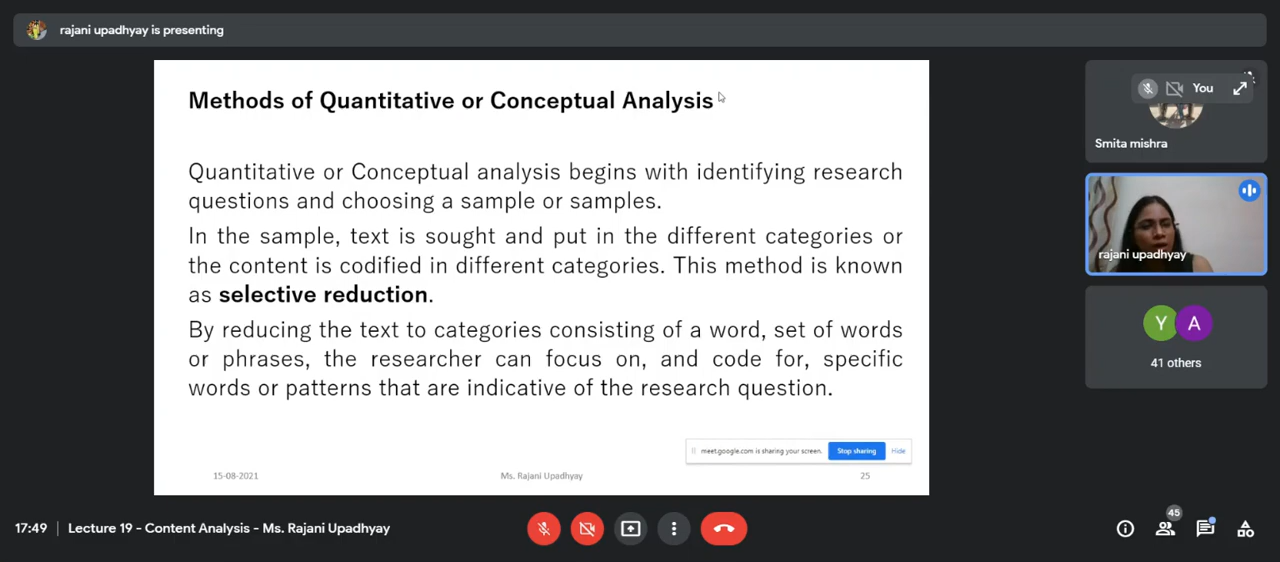 rajani upadhyay is presenting
Methods of Quantitative or Conceptual Analysis
Quantitative or Conceptual analysis begins with identifying research
questions and choosing a sample or samples.
In the sample, text is sought and put in the different categories or
the content is codified in different categories. This method is known
as selective reduction.
By reducing the text to categories consisting of a word, set of words
or phrases, the researcher can focus on, and code for, specific
words or patterns that are indicative of the research question.
meet.google.com is sharing your screen. Stop sharing Hide
15-08-2021 Ms. Rajani Upadhyay 25
You
Smita mishra
rajani upadhyay
Y A
41 others
17:49 Lecture 19 - Content Analysis - Ms. Rajani Upadhyay
45